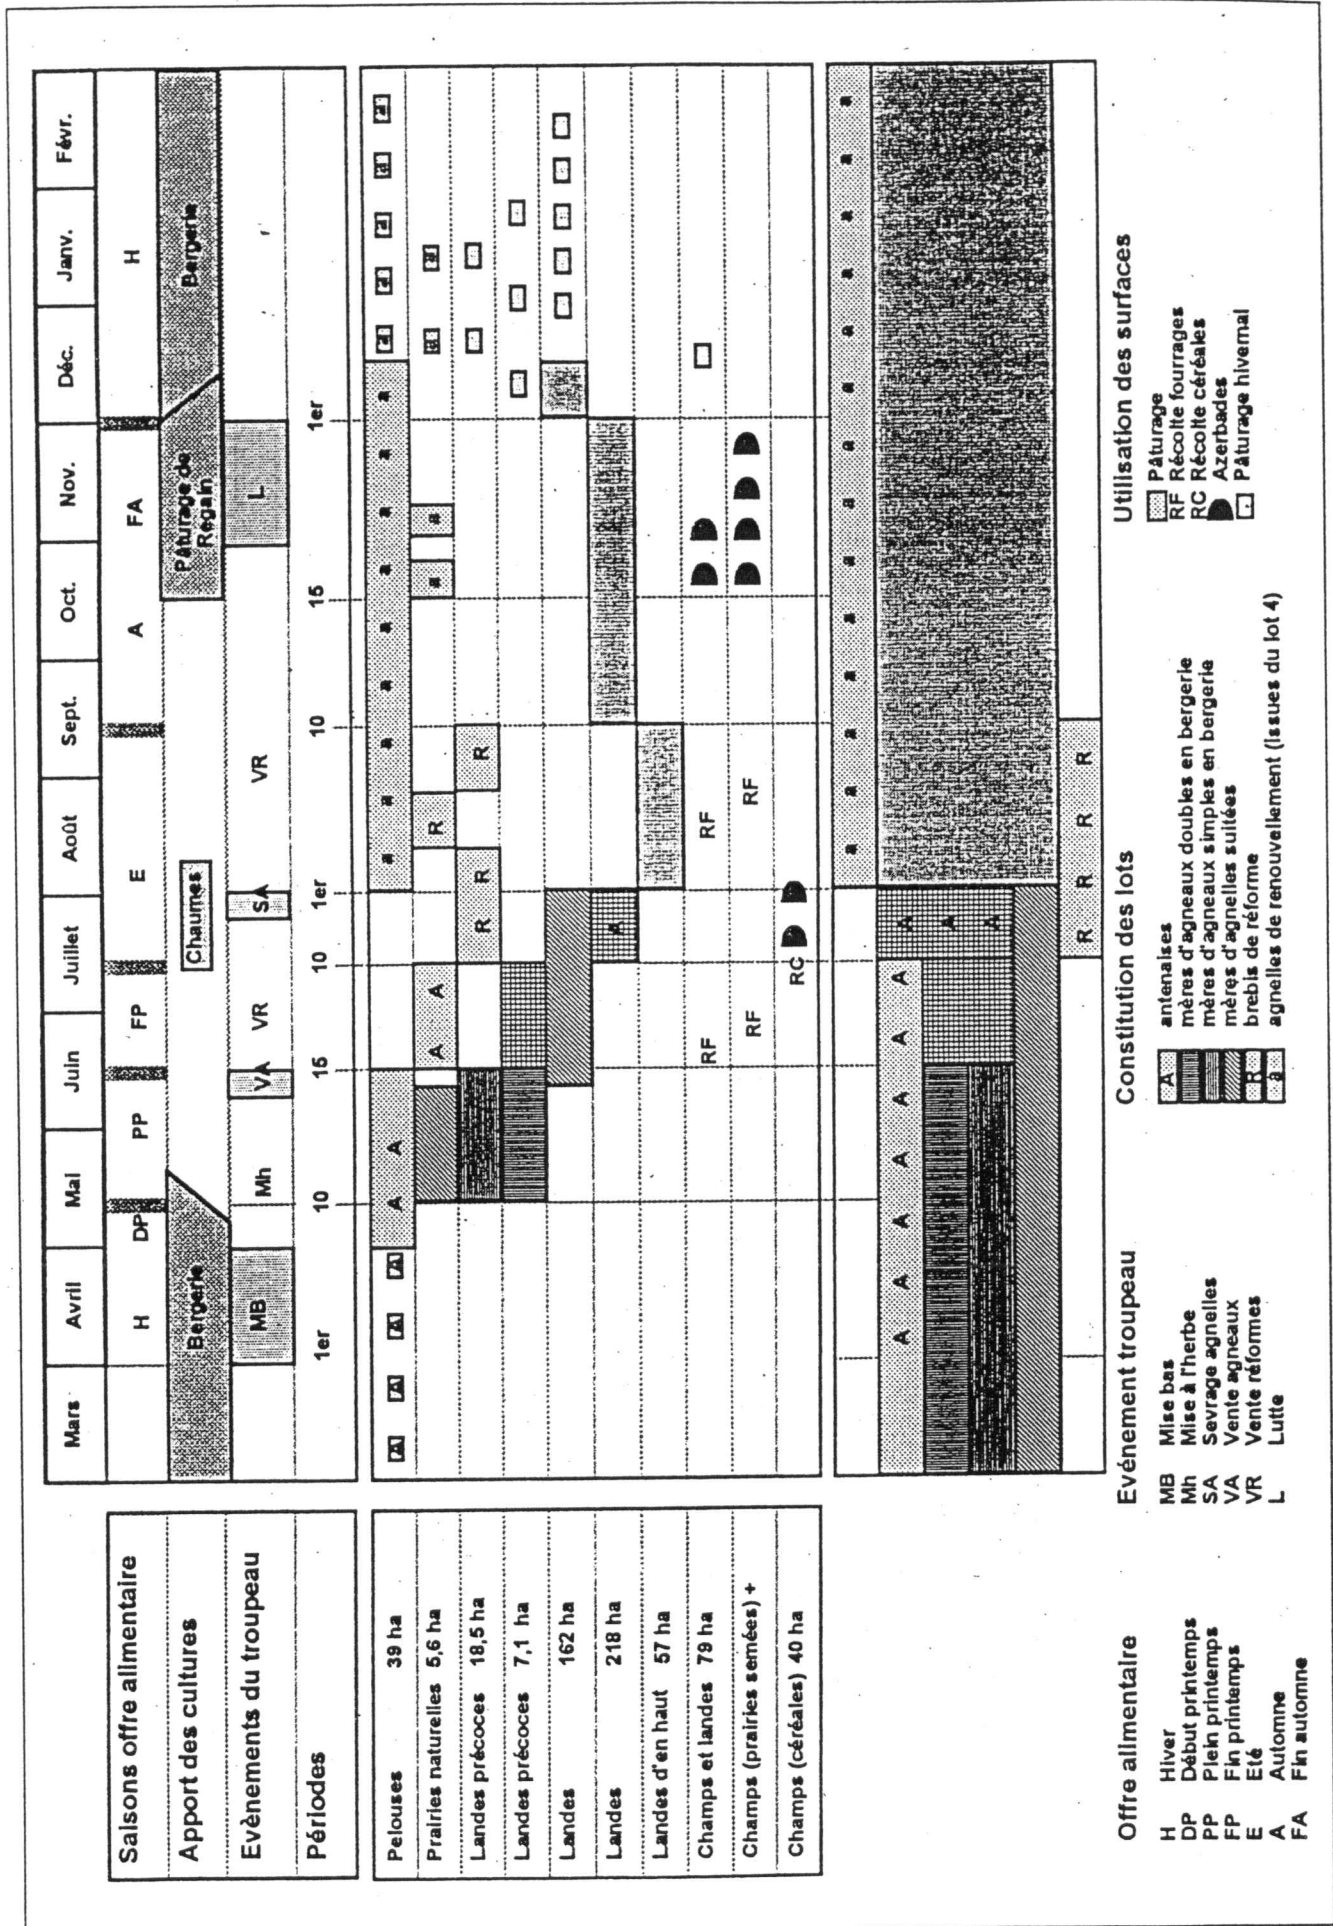 Mars Avril Mai Juin Juillet Août Sept. Oct. Nov. Déc. Janv. Févr.
Saisons offre alimentaire
H DP PP FP E A FA H
Apport des cultures
Bergerie Chaumes Pâturage de Regain Bergerie
Evènements du troupeau
MB Mh VA VR SA VR L
Périodes
1er 10 15 10 1er 10 15 1er
Pelouses 39 ha
A A A A A A a a a a a a a a a a a a a a a
Prairies naturelles 5,6 ha
A A R a a a a
Landes précoces 18,5 ha
R R R
Landes précoces 7,1 ha
Landes 162 ha
Landes 218 ha
A
Landes d'en haut 57 ha
Champs et landes 79 ha
RF RF
Champs (prairies semées) +
RF RF
Champs (céréales) 40 ha
RC
a a a a a a a a a a a a a a
A A A A A A A A
A
A
R R R R
Offre alimentaire
H Hiver
DP Début printemps
PP Plein printemps
FP Fin printemps
E Eté
A Automne
FA Fin automne
Evénement troupeau
MB Mise bas
Mh Mise à l'herbe
SA Sevrage agnelles
VA Vente agneaux
VR Vente réformes
L Lutte
Constitution des lots
A antenaises
mères d'agneaux doubles en bergerie
mères d'agneaux simples en bergerie
mères d'agnelles suitées
R brebis de réforme
a agnelles de renouvellement (issues du lot 4)
Utilisation des surfaces
Pâturage
RF Récolte fourrages
RC Récolte céréales
Azerbades
Pâturage hivernal